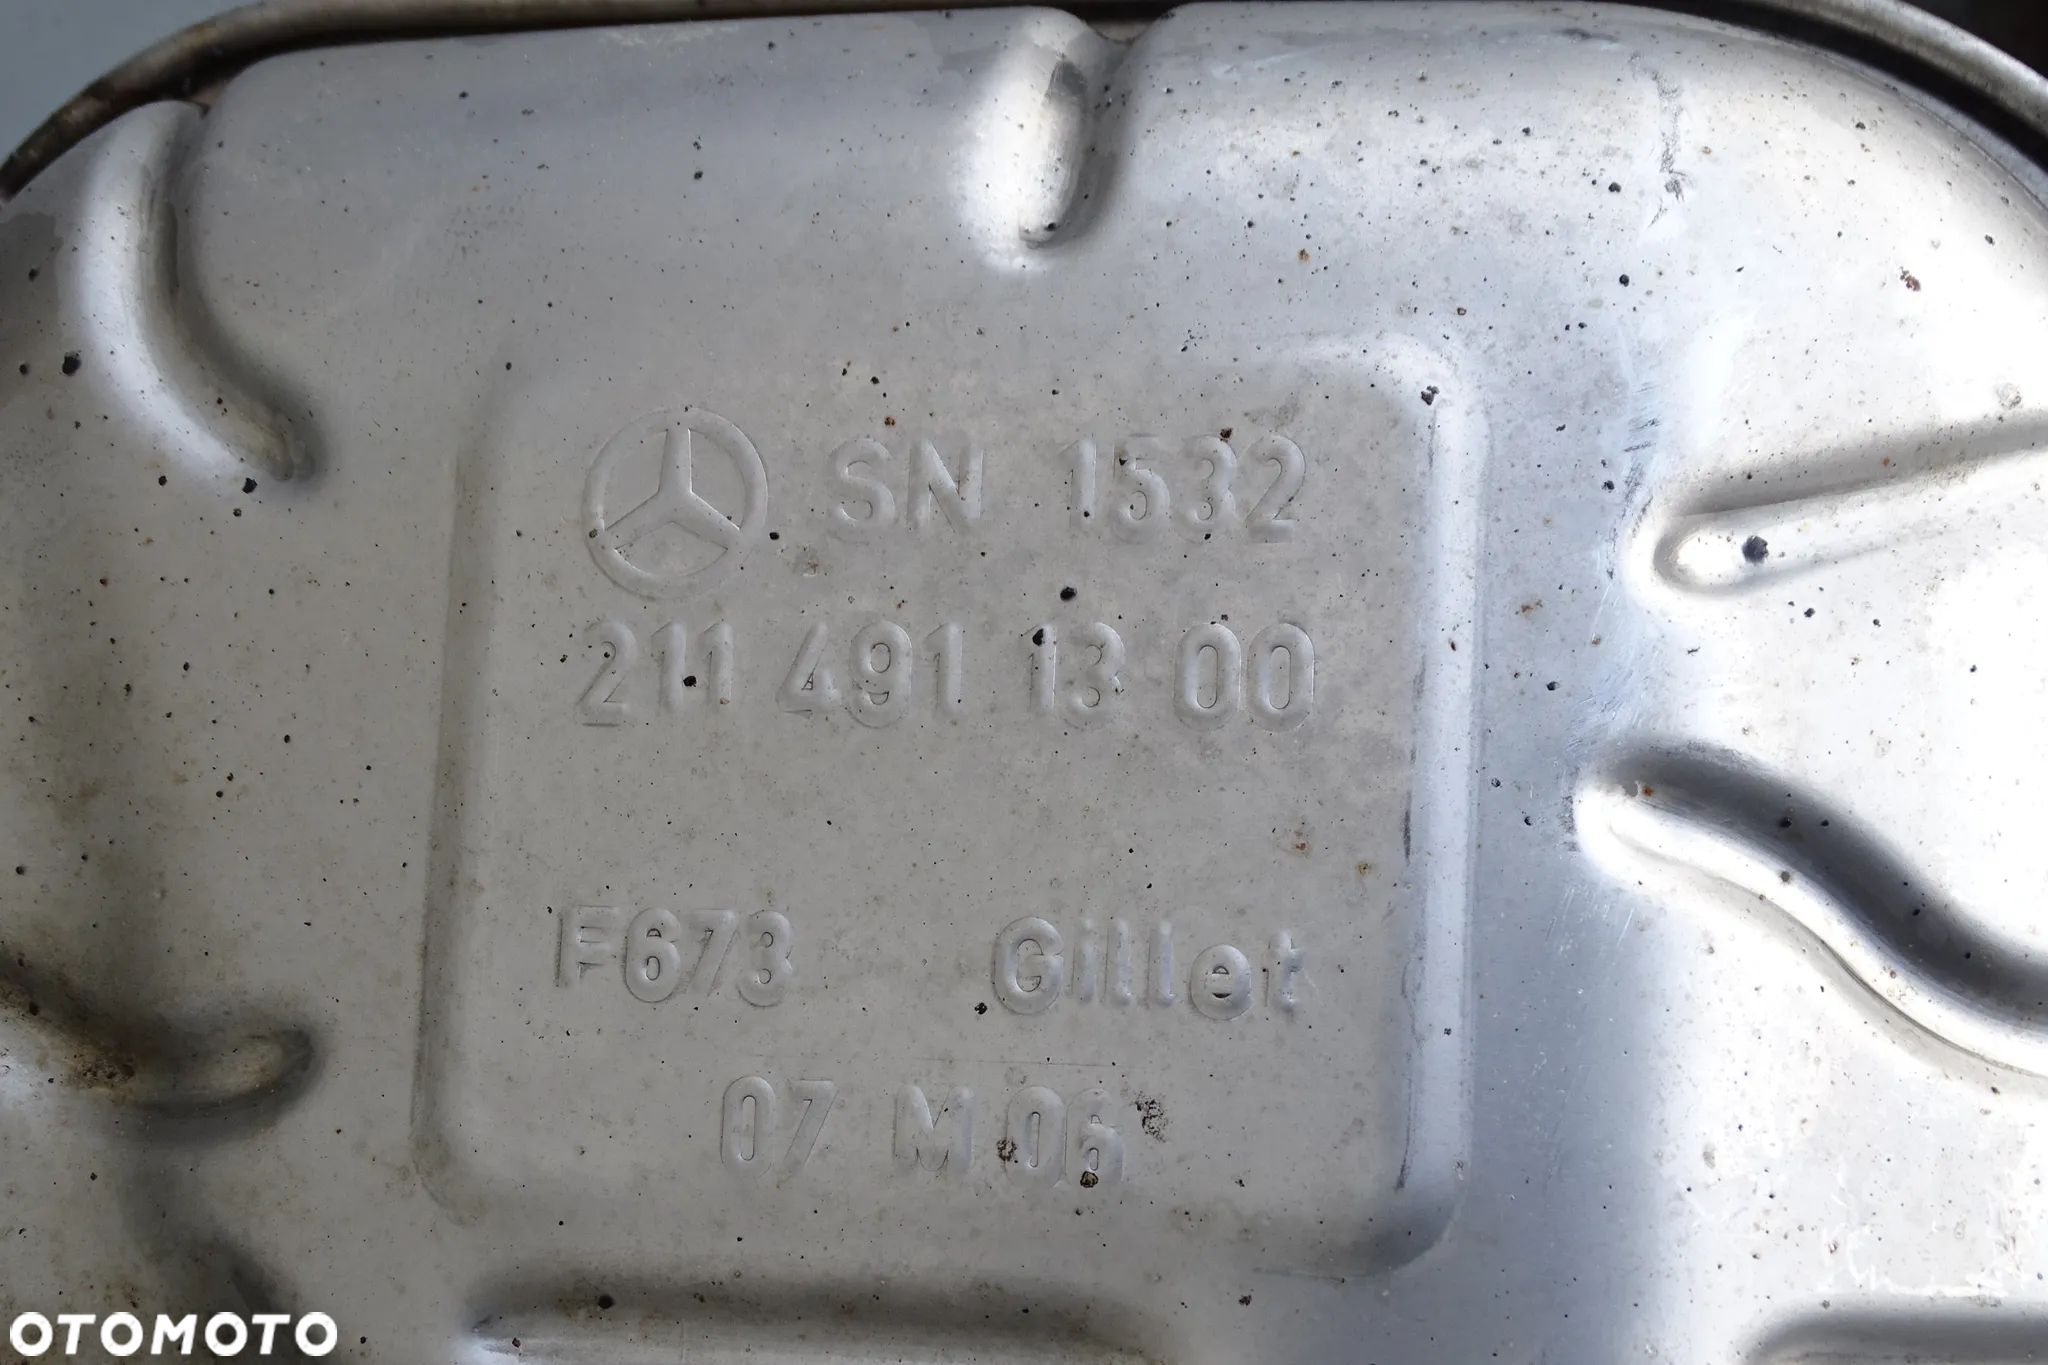 SN 1532
211 491 13 00
F673 Gillet
07 M 06
OTOMOTO